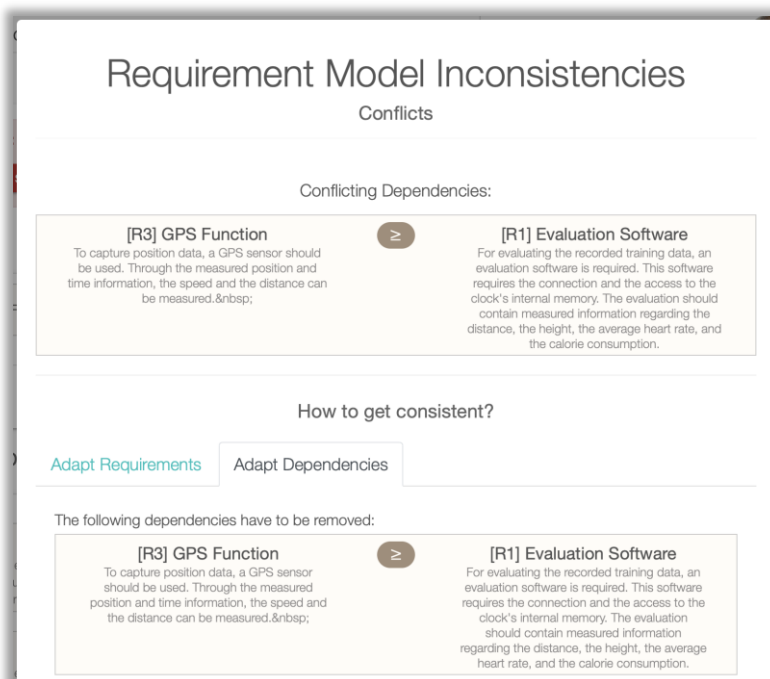 Requirement Model Inconsistencies
Conflicts
Conflicting Dependencies:
[R3] GPS Function
To capture position data, a GPS sensor should
be used. Through the measured position and
time information, the speed and the distance can
be measured.&nbsp;
≥
[R1] Evaluation Software
For evaluating the recorded training data, an
evaluation software is required. This software
requires the connection and the access to the
clock's internal memory. The evaluation should
contain measured information regarding the
distance, the height, the average heart rate, and
the calorie consumption.
How to get consistent?
Adapt Requirements
Adapt Dependencies
The following dependencies have to be removed:
[R3] GPS Function
To capture position data, a GPS sensor
should be used. Through the measured
position and time information, the speed and
the distance can be measured.&nbsp;
≥
[R1] Evaluation Software
For evaluating the recorded training data, an
evaluation software is required. This software
requires the connection and the access to the
clock's internal memory. The evaluation
should contain measured information
regarding the distance, the height, the average
heart rate, and the calorie consumption.